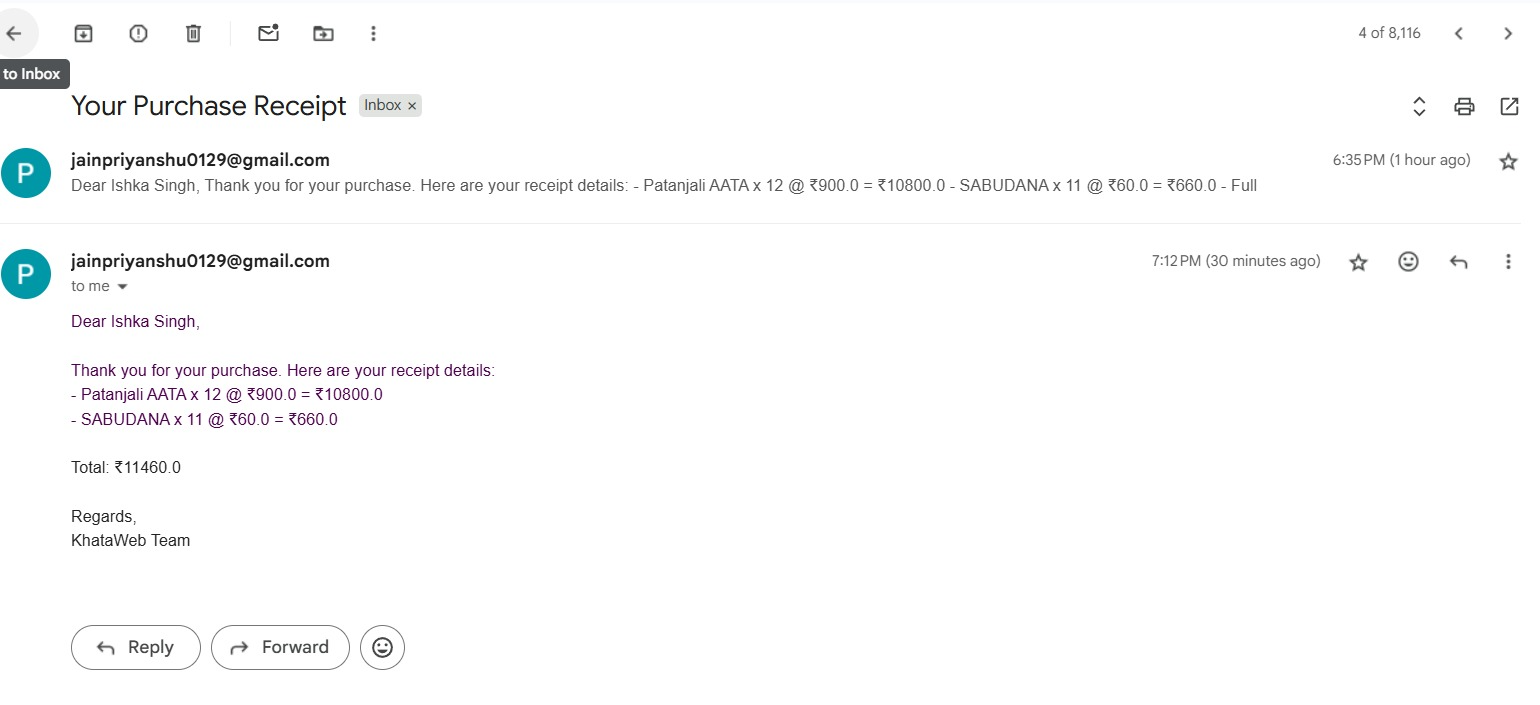 4 of 8,116
to Inbox
Your Purchase Receipt Inbox ×
P
jainpriyanshu0129@gmail.com 6:35 PM (1 hour ago)
Dear Ishka Singh, Thank you for your purchase. Here are your receipt details: - Patanjali AATA x 12 @ ₹900.0 = ₹10800.0 - SABUDANA x 11 @ ₹60.0 = ₹660.0 - Full
P
jainpriyanshu0129@gmail.com 7:12 PM (30 minutes ago)
to me
Dear Ishka Singh,
Thank you for your purchase. Here are your receipt details:
- Patanjali AATA x 12 @ ₹900.0 = ₹10800.0
- SABUDANA x 11 @ ₹60.0 = ₹660.0
Total: ₹11460.0
Regards,
KhataWeb Team
Reply Forward